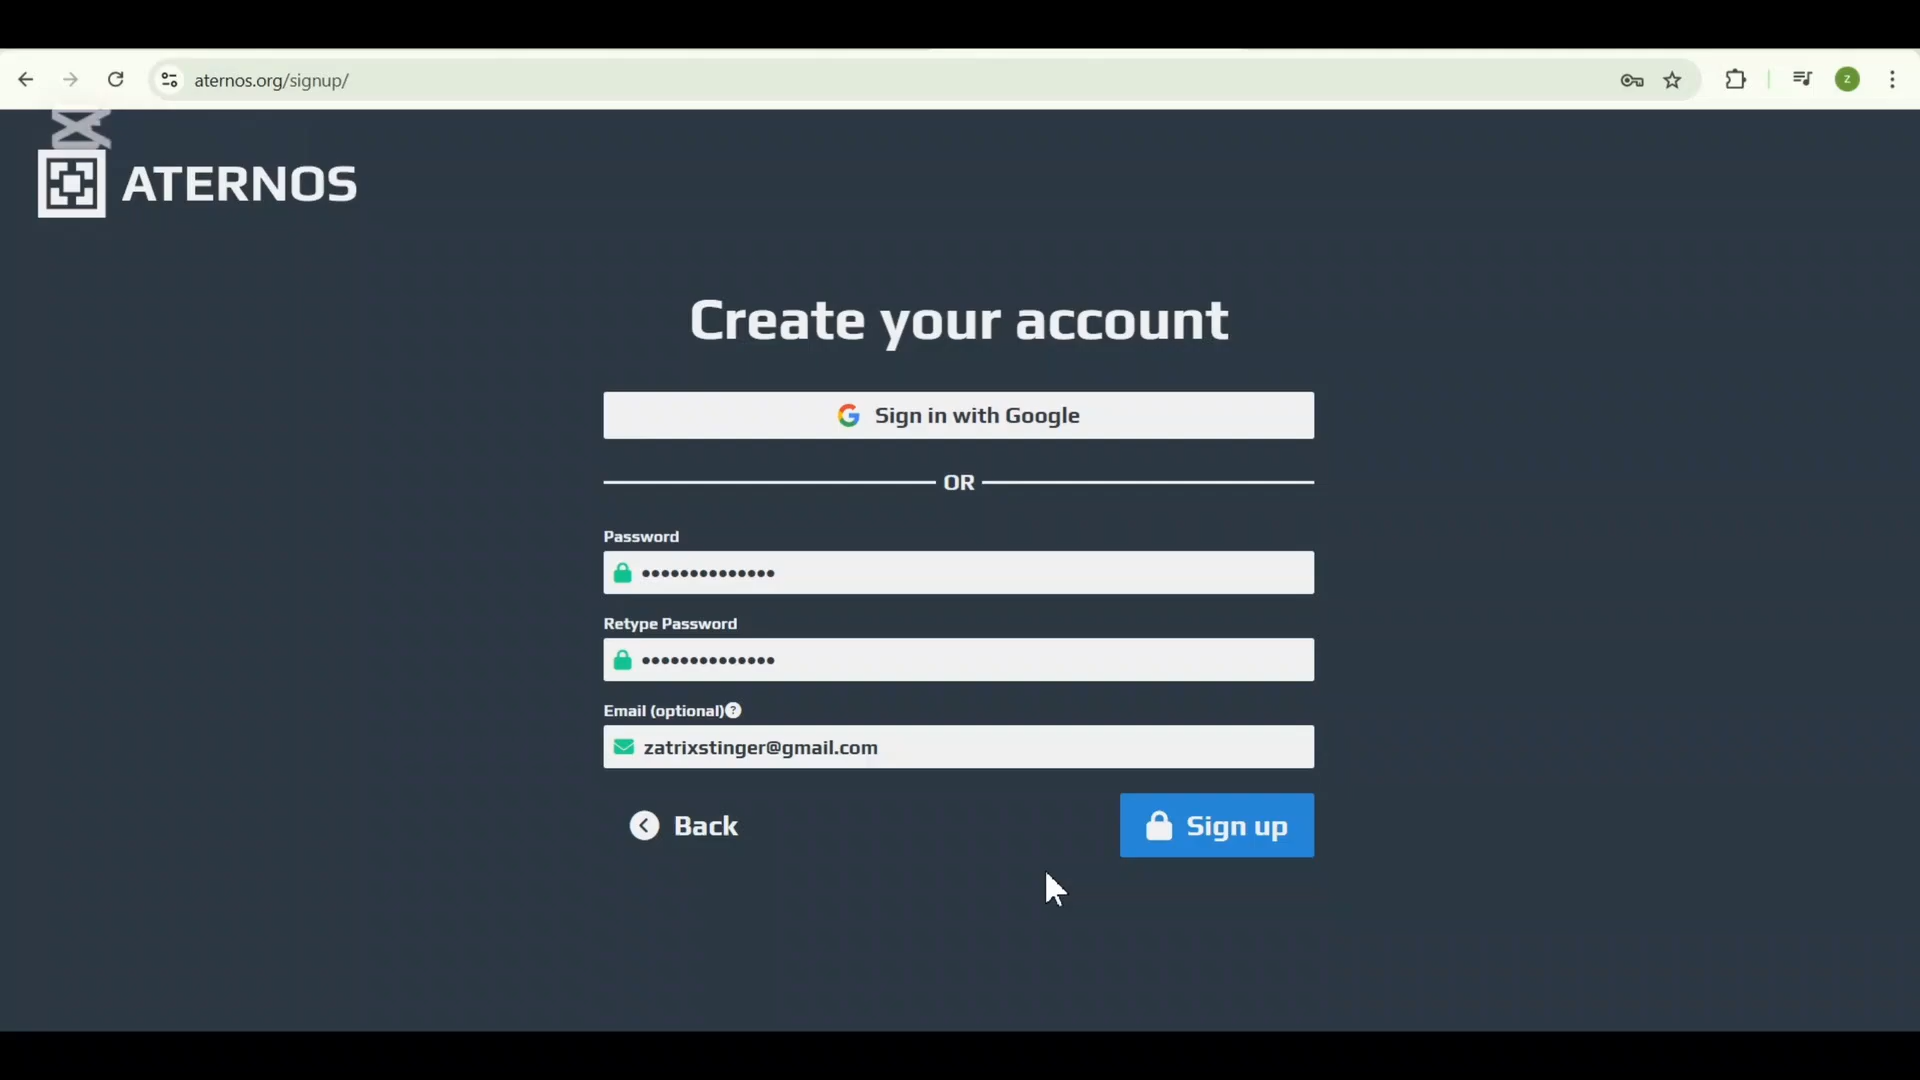 aternos.org/signup/
z
ATERNOS
Create your account
Sign in with Google
OR
Password
••••••••••••••
Retype Password
••••••••••••••
Email (optional)?
zatrixstinger@gmail.com
Back
Sign up